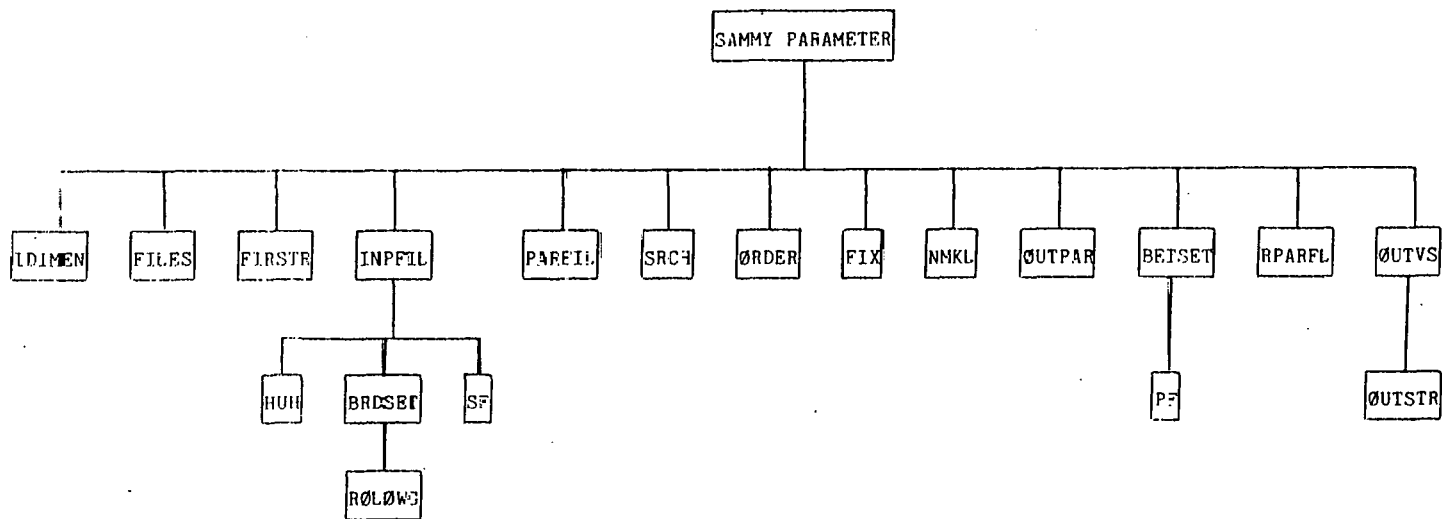 SAMMY PARAMETER
IDIMEN FILES FIRSTR INPFIL PARFIL SRCH ØRDER FIX NMKL ØUTPAR BETSET RPARFL ØUTVS
HUH BRDSET SF PF ØUTSTR
RØLØWG